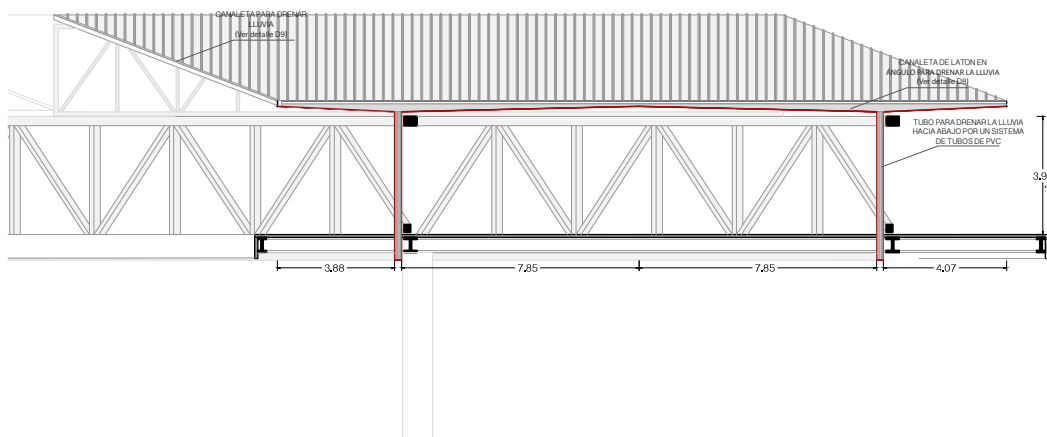 CANALETA PARA DRENAR
LLUVIA
(Ver detalle D9)
CANALETA DE LATON EN
ÁNGULO PARA DRENAR LA LLUVIA
(Ver detalle D8)
TUBO PARA DRENAR LA LLUVIA
HACIA ABAJO POR UN SISTEMA
DE TUBOS DE PVC
3.9
3.88
7.85
7.85
4.07